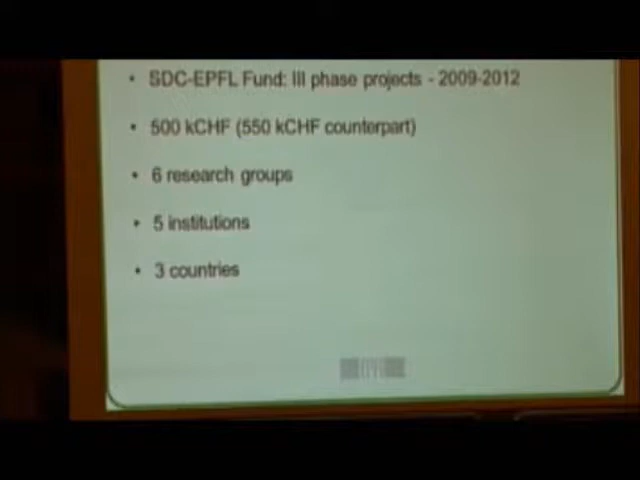 • SDC-EPFL Fund: III phase projects - 2009-2012
• 500 kCHF (550 kCHF counterpart)
• 6 research groups
• 5 institutions
• 3 countries